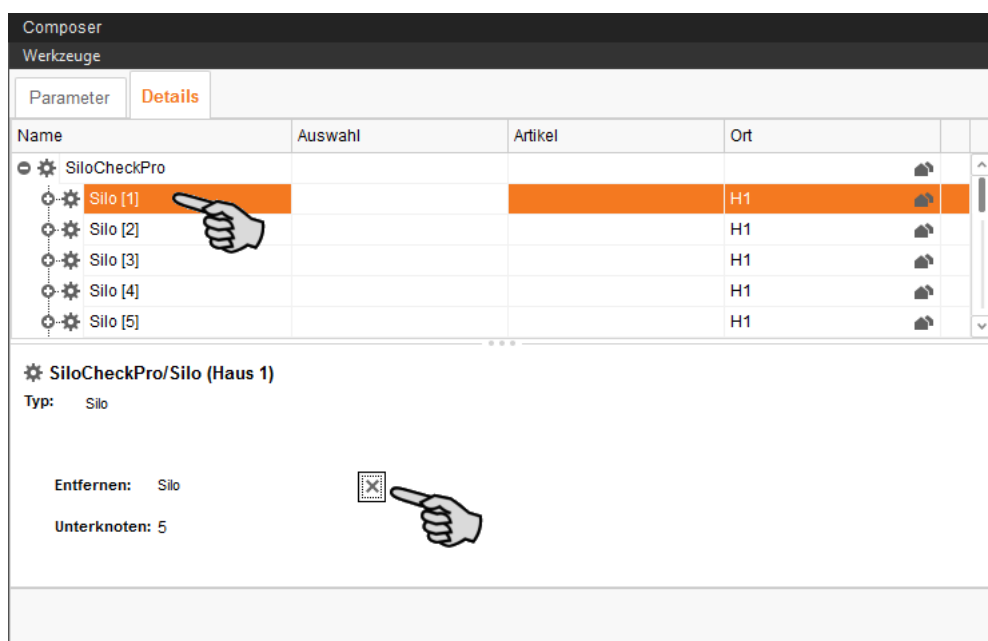 Composer
Werkzeuge
Parameter Details
Name Auswahl Artikel Ort
SiloCheckPro
Silo [1] H1
Silo [2] H1
Silo [3] H1
Silo [4] H1
Silo [5] H1
SiloCheckPro/Silo (Haus 1)
Typ: Silo
Entfernen: Silo
Unterknoten: 5